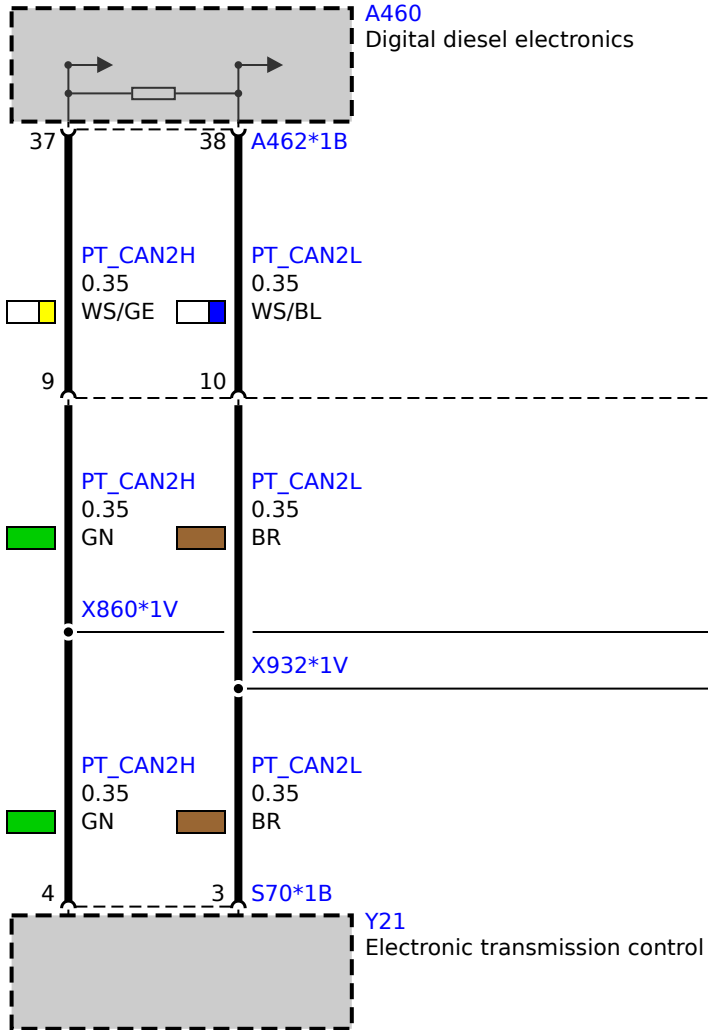 A460
Digital diesel electronics
37
38
A462*1B
PT_CAN2H
0.35
WS/GE
PT_CAN2L
0.35
WS/BL
9
10
PT_CAN2H
0.35
GN
PT_CAN2L
0.35
BR
X860*1V
X932*1V
PT_CAN2H
0.35
GN
PT_CAN2L
0.35
BR
4
3
S70*1B
Y21
Electronic transmission control